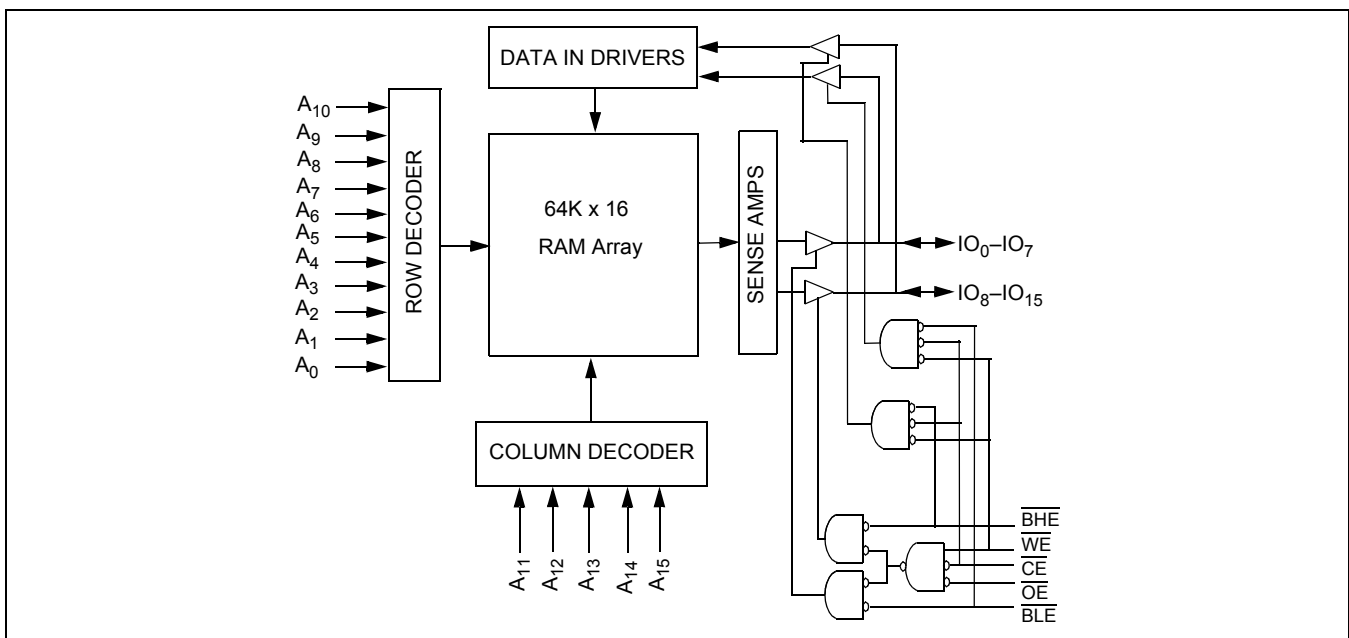 DATA IN DRIVERS
A10
A9
A8
A7
A6
A5
A4
A3
A2
A1
A0
ROW DECODER
64K x 16
RAM Array
SENSE AMPS
IO0–IO7
IO8–IO15
COLUMN DECODER
A11
A12
A13
A14
A15
BHE
WE
CE
OE
BLE